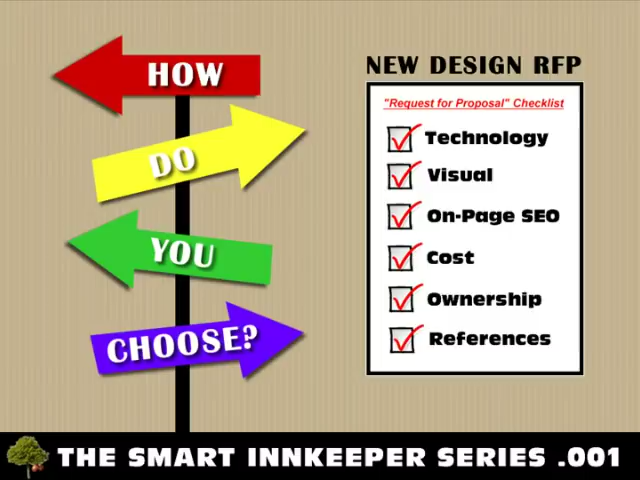 HOW
DO
YOU
CHOOSE?
NEW DESIGN RFP
"Request for Proposal" Checklist
Technology
Visual
On-Page SEO
Cost
Ownership
References
THE SMART INNKEEPER SERIES .001